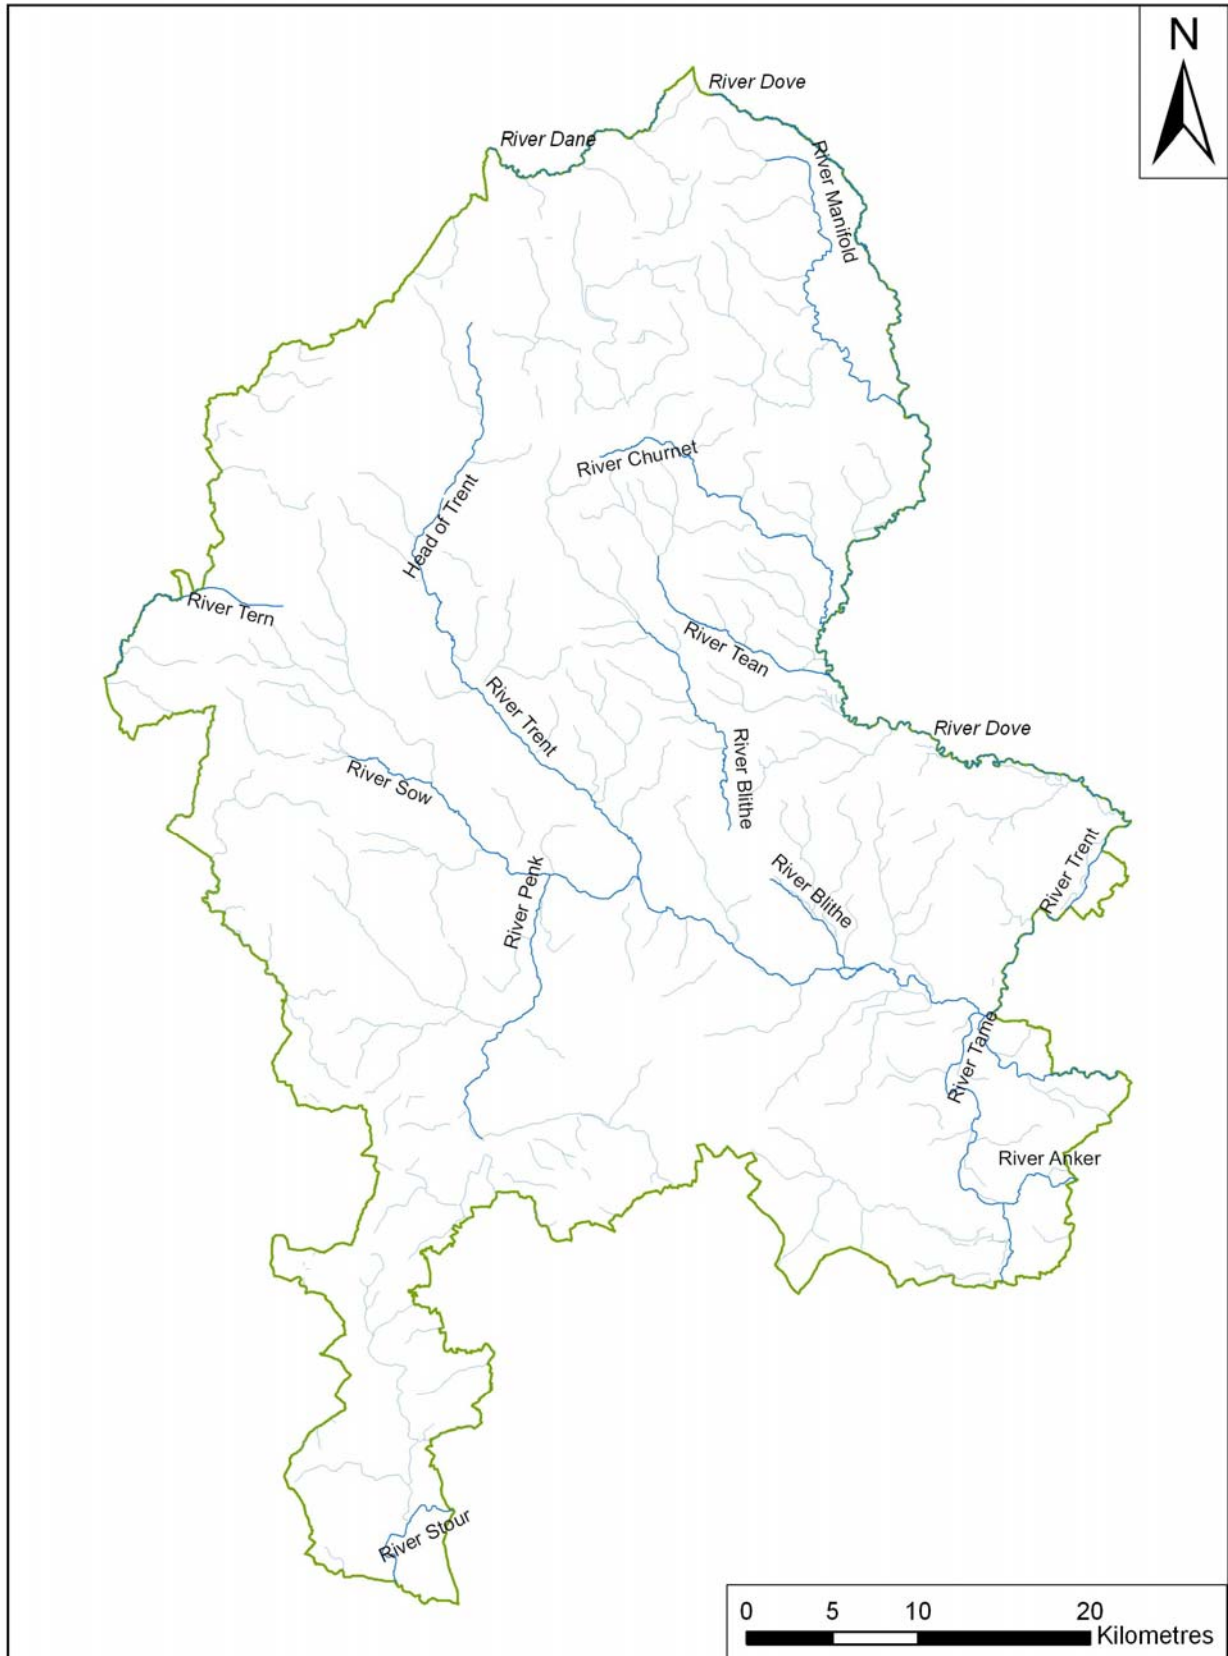 N
River Dove
River Dane
River Manifold
River Churnet
Head of Trent
River Tern
River Tean
River Trent
River Dove
River Blithe
River Sow
River Trent
River Penk
River Blithe
River Tame
River Anker
River Stour
0 5 10 20
Kilometres